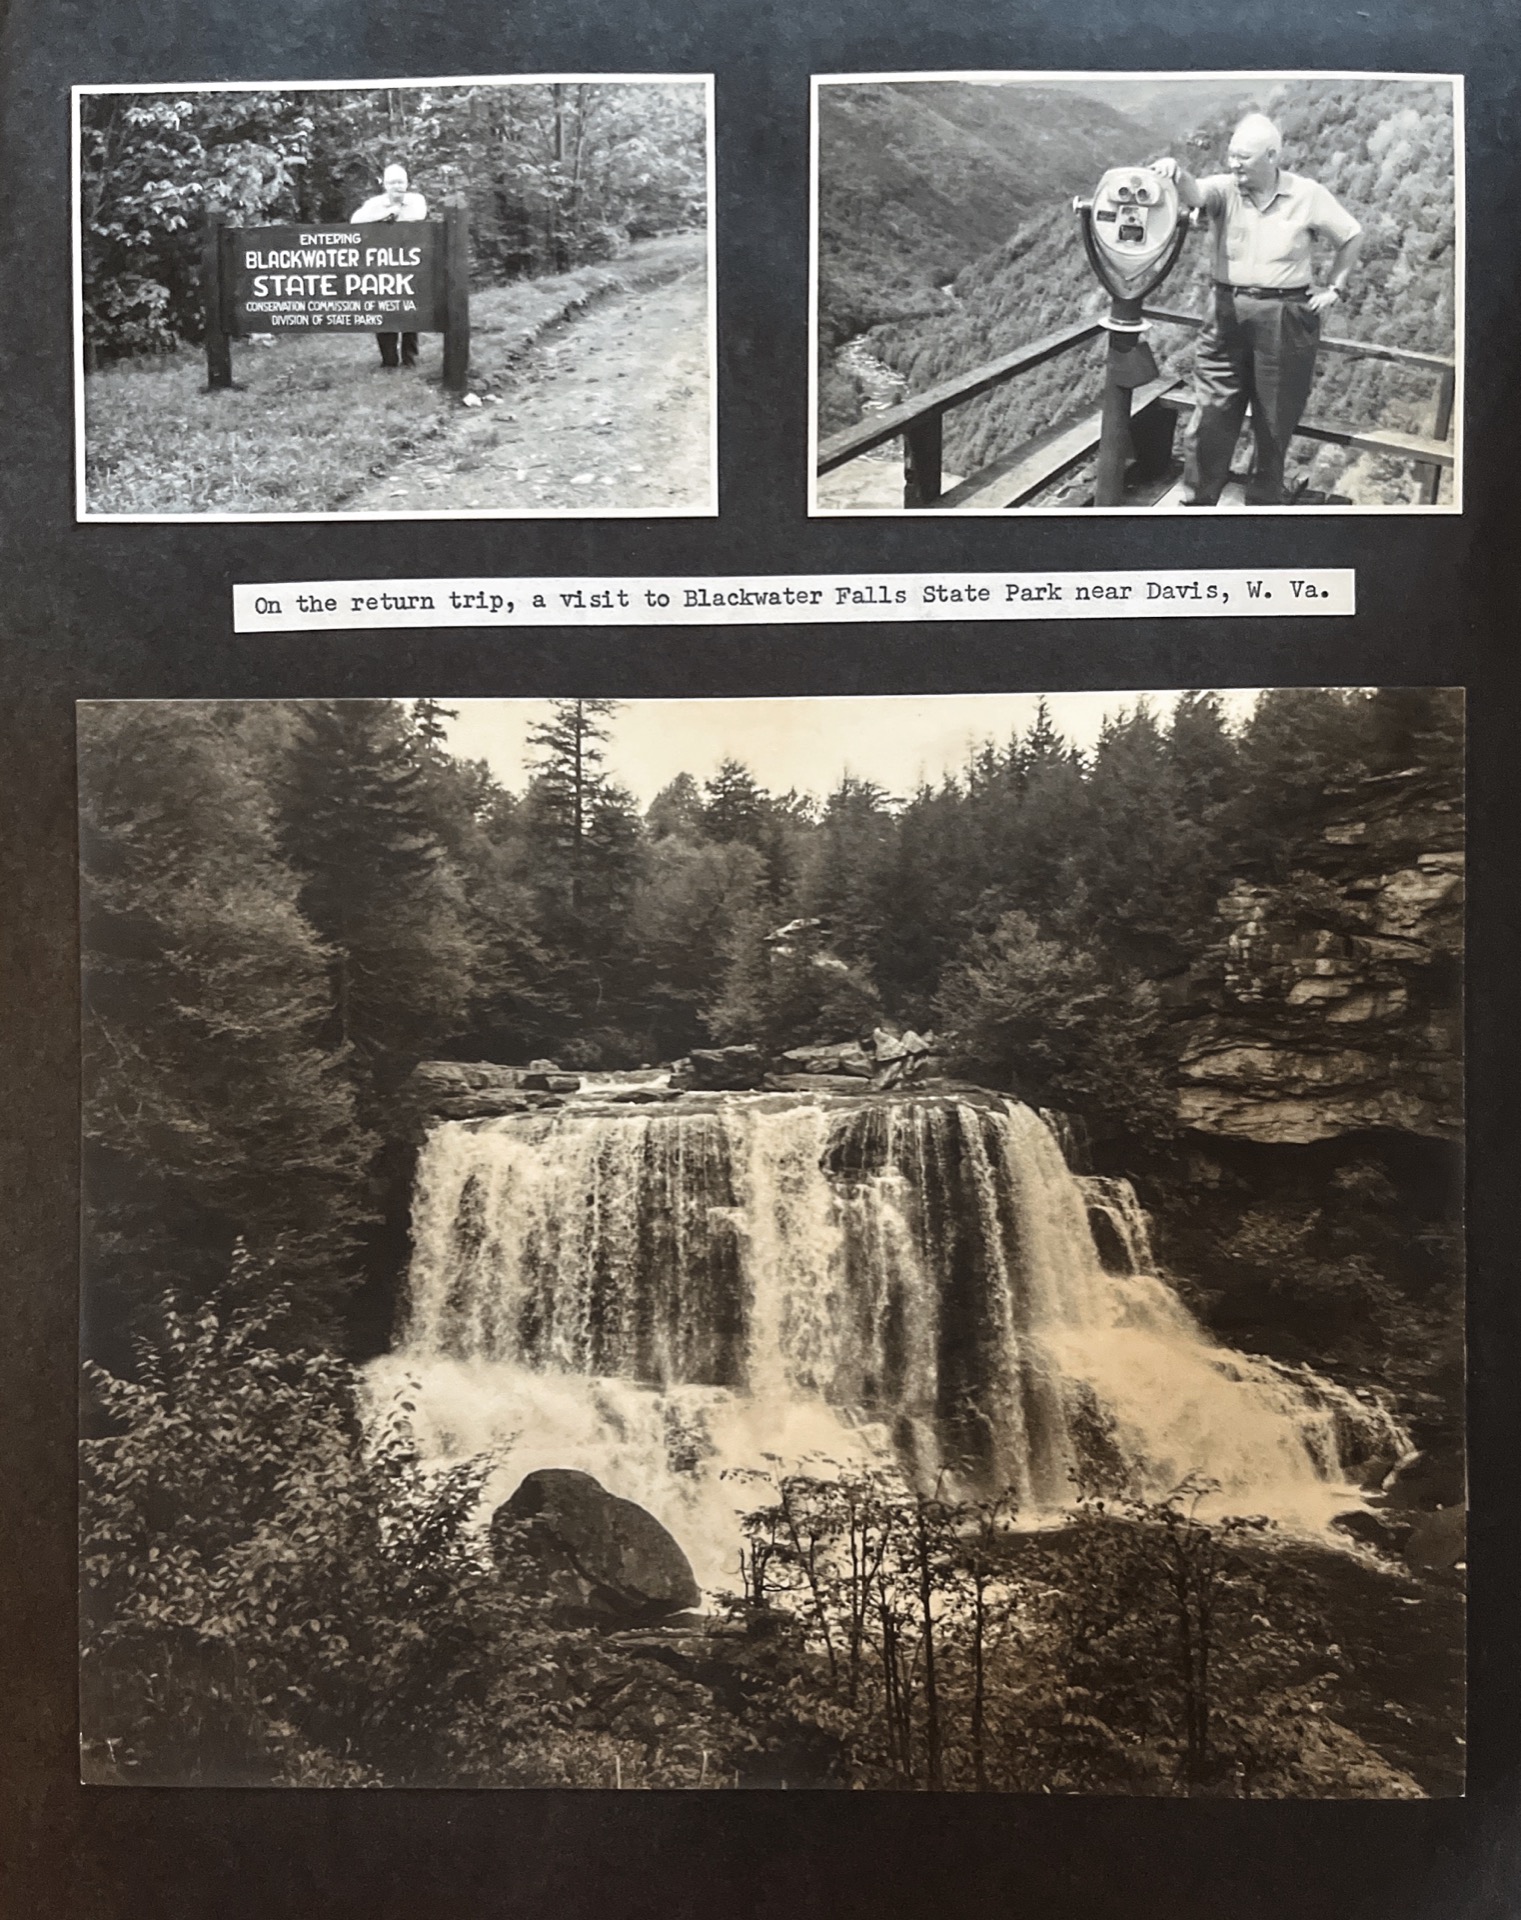 ENTERING
BLACKWATER FALLS
STATE PARK
CONSERVATION COMMISSION OF WEST VA.
DIVISION OF STATE PARKS
On the return trip, a visit to Blackwater Falls State Park near Davis, W. Va.